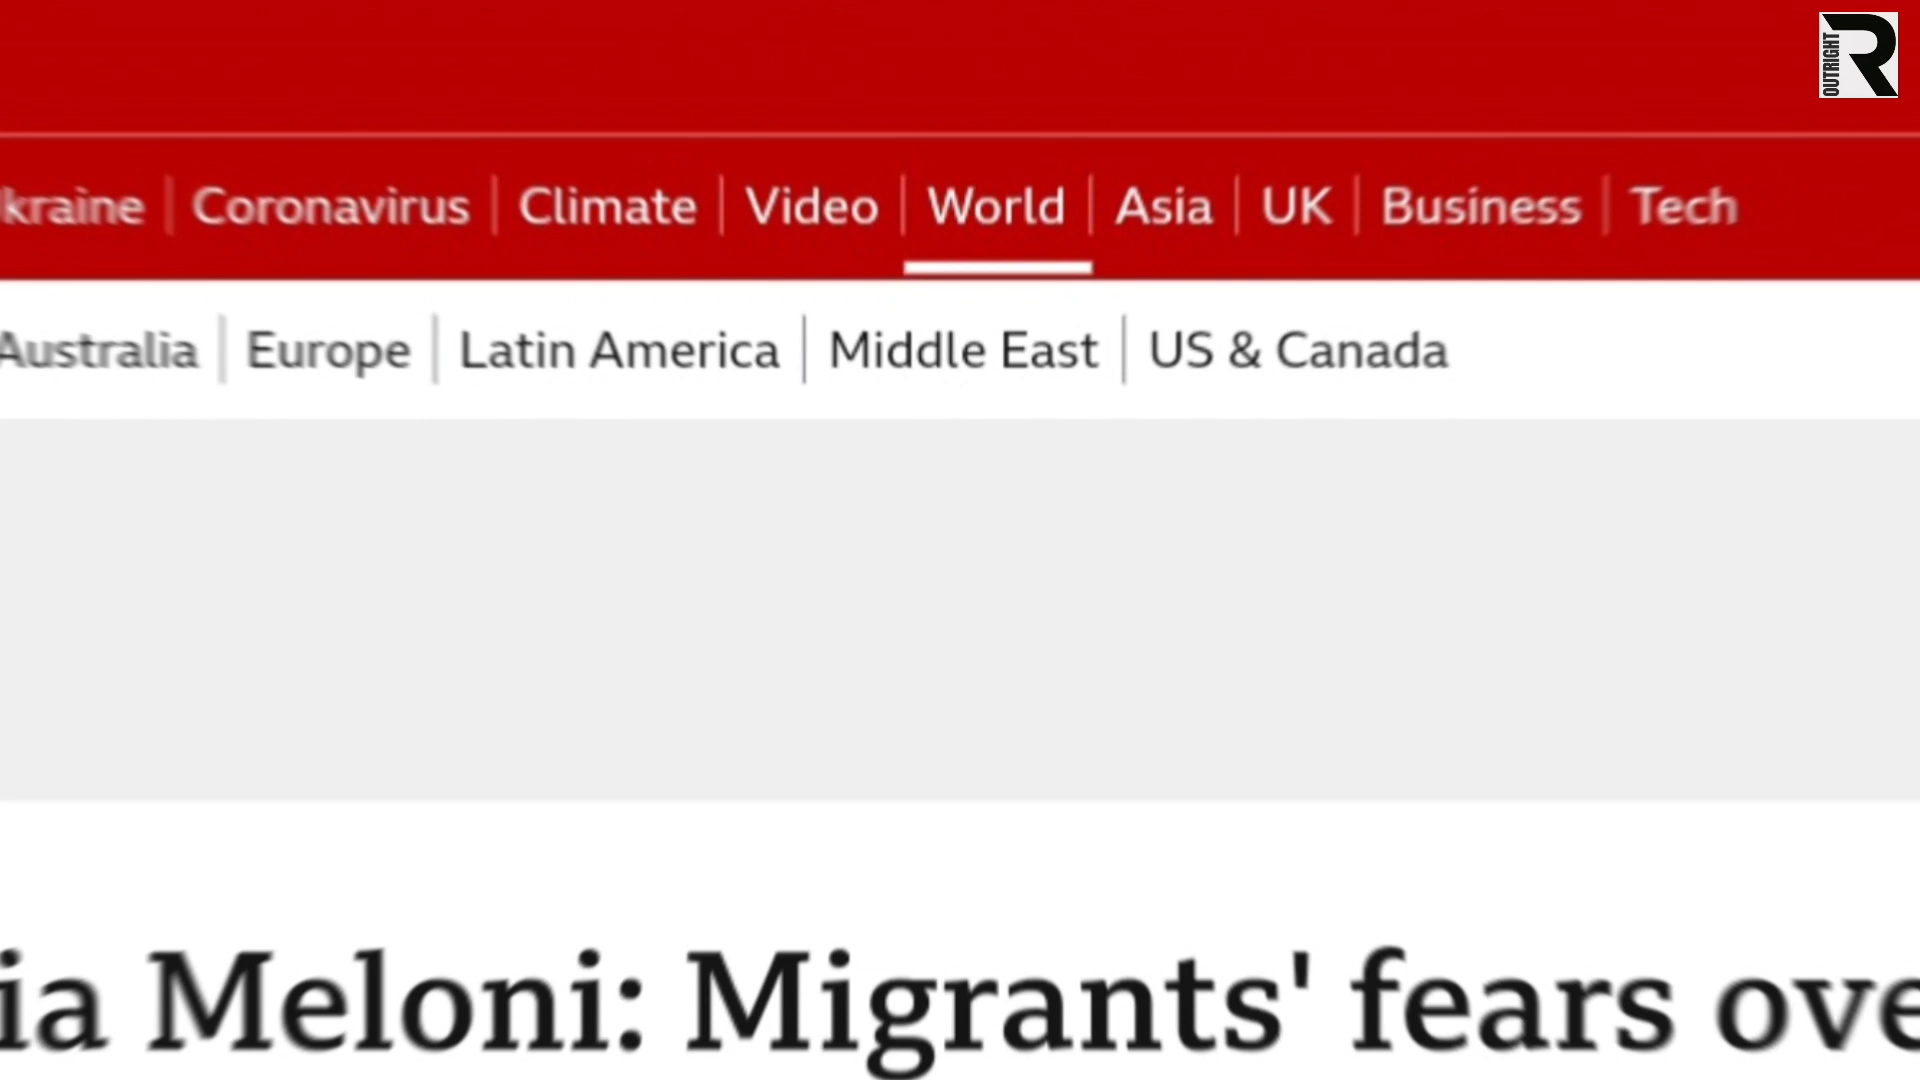 OUTRIGHT R
kraine | Coronavirus | Climate | Video | World | Asia | UK | Business | Tech
Australia | Europe | Latin America | Middle East | US & Canada
ia Meloni: Migrants' fears ove